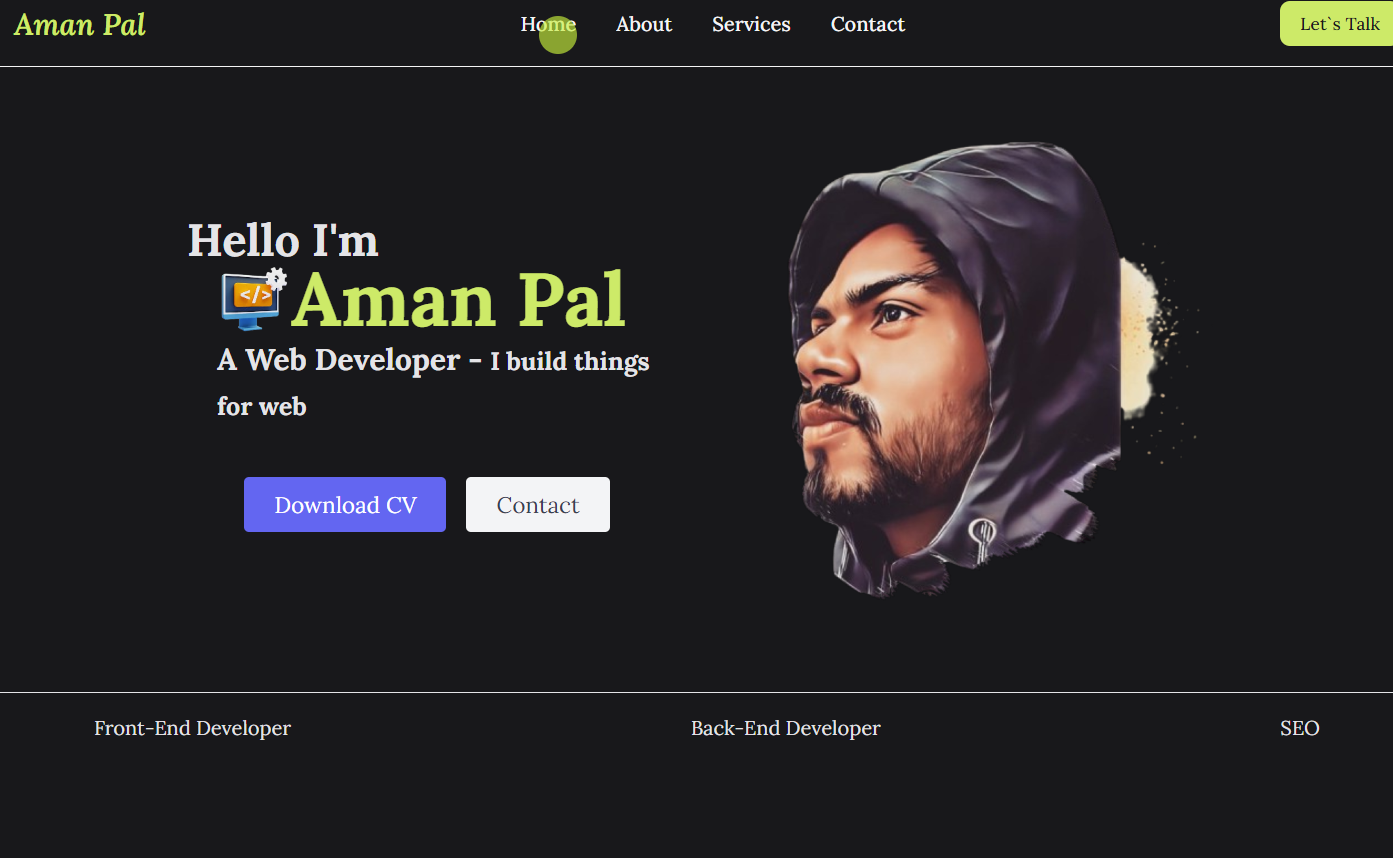 Aman Pal
Home About Services Contact
Let`s Talk
Hello I'm
</>
Aman Pal
A Web Developer - I build things
for web
Download CV Contact
Front-End Developer Back-End Developer SEO